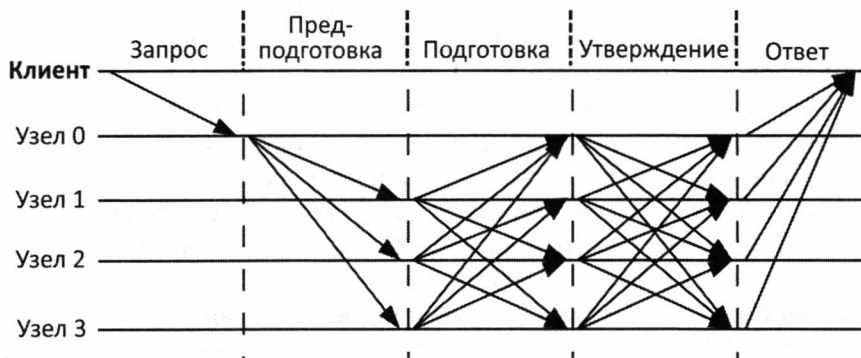 Запрос
Пред-
подготовка
Подготовка
Утверждение
Ответ
Клиент
Узел 0
Узел 1
Узел 2
Узел 3